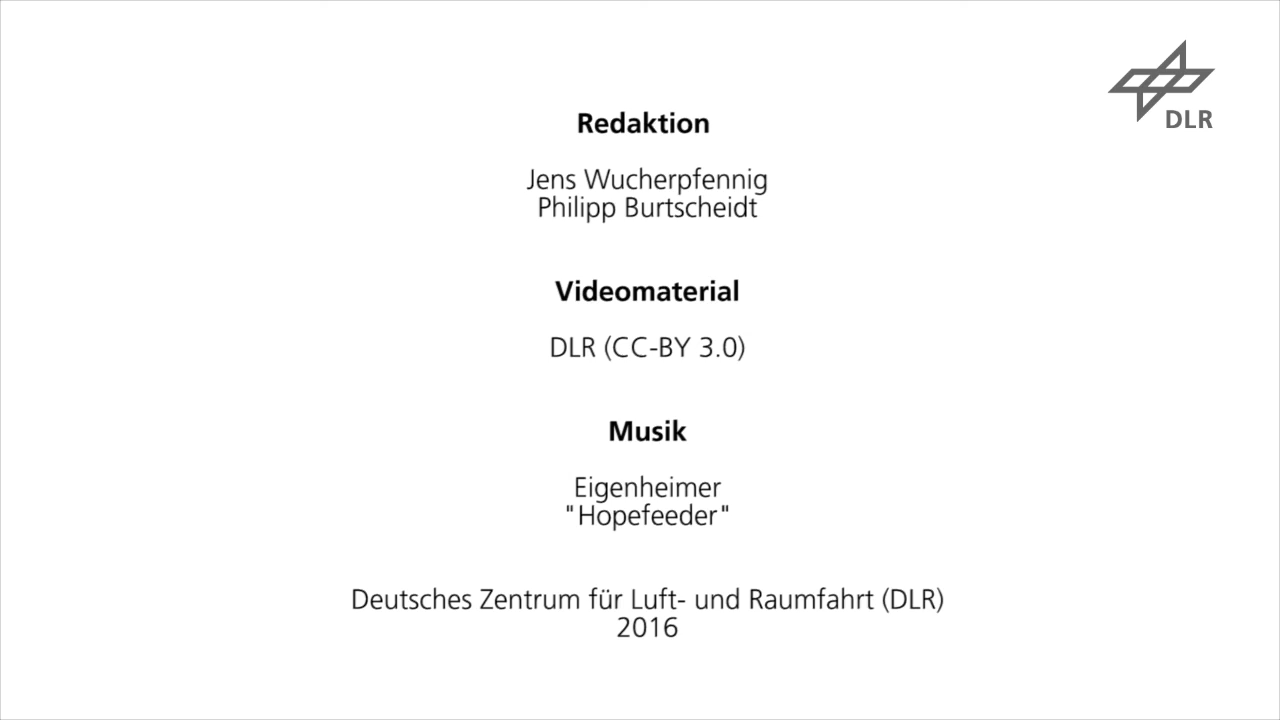 DLR
Redaktion
Jens Wucherpfennig
Philipp Burtscheidt
Videomaterial
DLR (CC-BY 3.0)
Musik
Eigenheimer
"Hopefeeder"
Deutsches Zentrum für Luft- und Raumfahrt (DLR)
2016